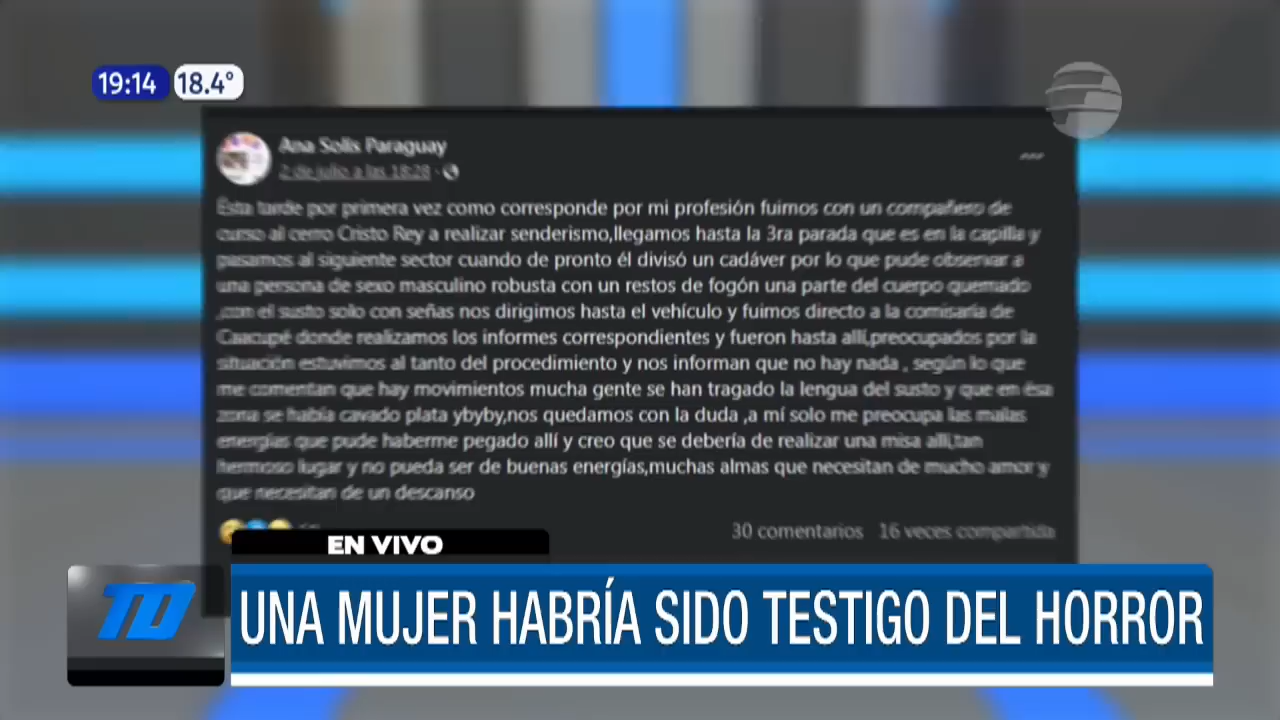 19:14 18.4°
Ana Solis Paraguay
2 de julio a las 18:28
Ésta tarde por primera vez como corresponde por mi profesión fuimos con un compañero de
curso al cerro Cristo Rey a realizar senderismo,llegamos hasta la 3ra parada que es en la capilla y
pasamos al siguiente sector cuando de pronto él divisó un cadáver por lo que pude observar a
una persona de sexo masculino robusta con un restos de fogón una parte del cuerpo quemado
,con el susto solo con señas nos dirigimos hasta el vehículo y fuimos directo a la comisaría de
Caacupé donde realizamos los informes correspondientes y fueron hasta allí,preocupados por la
situación estuvimos al tanto del procedimiento y nos informan que no hay nada , según lo que
me comentan que hay movimientos mucha gente se han tragado la lengua del susto y que en ésa
zona se había cavado plata ybyby,nos quedamos con la duda ,a mí solo me preocupa las malas
energías que pude haberme pegado allí y creo que se debería de realizar una misa allí,tan
hermoso lugar y no pueda ser de buenas energías,muchas almas que necesitan de mucho amor y
que necesitan de un descanso
30 comentarios 16 veces compartida
EN VIVO
TD
UNA MUJER HABRÍA SIDO TESTIGO DEL HORROR